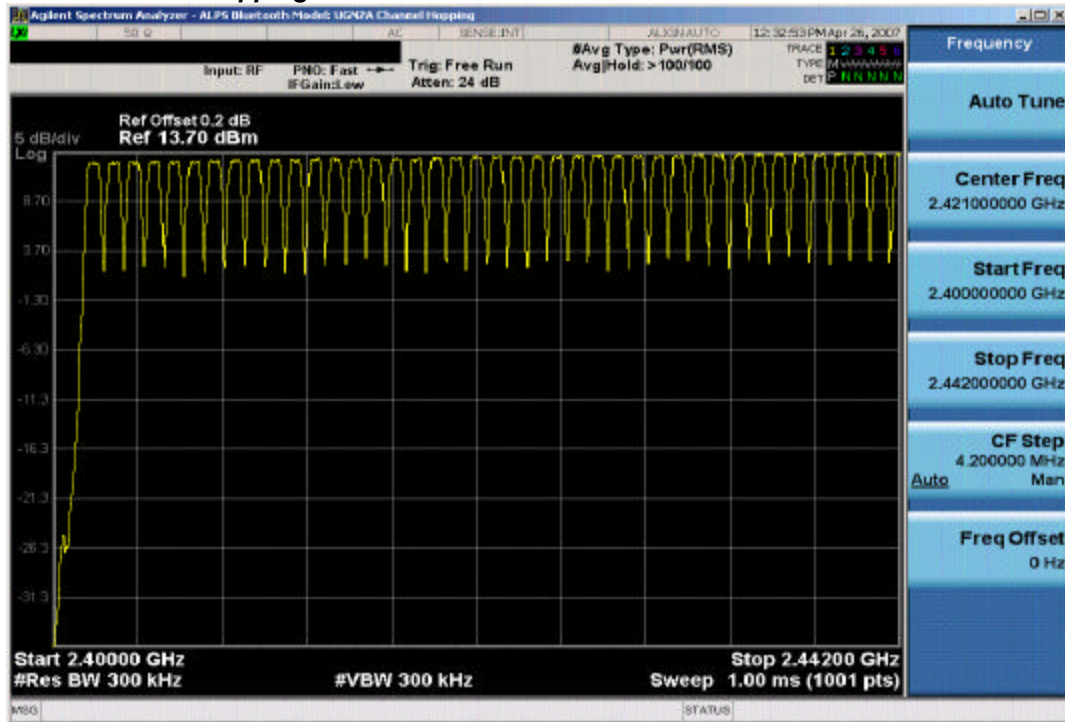 Agilent Spectrum Analyzer - ALPS Bluetooth Model: UGNZA Channel Hopping
50 Ω AC SENSE:INT ALIGNAUTO 12:32:53 PM Apr 26, 2007
Input: RF PNO: Fast Trig: Free Run #Avg Type: Pwr(RMS) TRACE 1 2 3 4 5 6
IFGain:Low Atten: 24 dB Avg|Hold: >100/100 TYPE M
DET P N N N N N
Ref Offset 0.2 dB
5 dB/div Ref 13.70 dBm
Log
8.70
3.70
-1.30
-6.30
-11.3
-16.3
-21.3
-26.3
-31.3
Start 2.40000 GHz Stop 2.44200 GHz
#Res BW 300 kHz #VBW 300 kHz Sweep 1.00 ms (1001 pts)
MSG STATUS
Frequency
Auto Tune
Center Freq
2.421000000 GHz
Start Freq
2.400000000 GHz
Stop Freq
2.442000000 GHz
CF Step
4.200000 MHz
Auto Man
Freq Offset
0 Hz